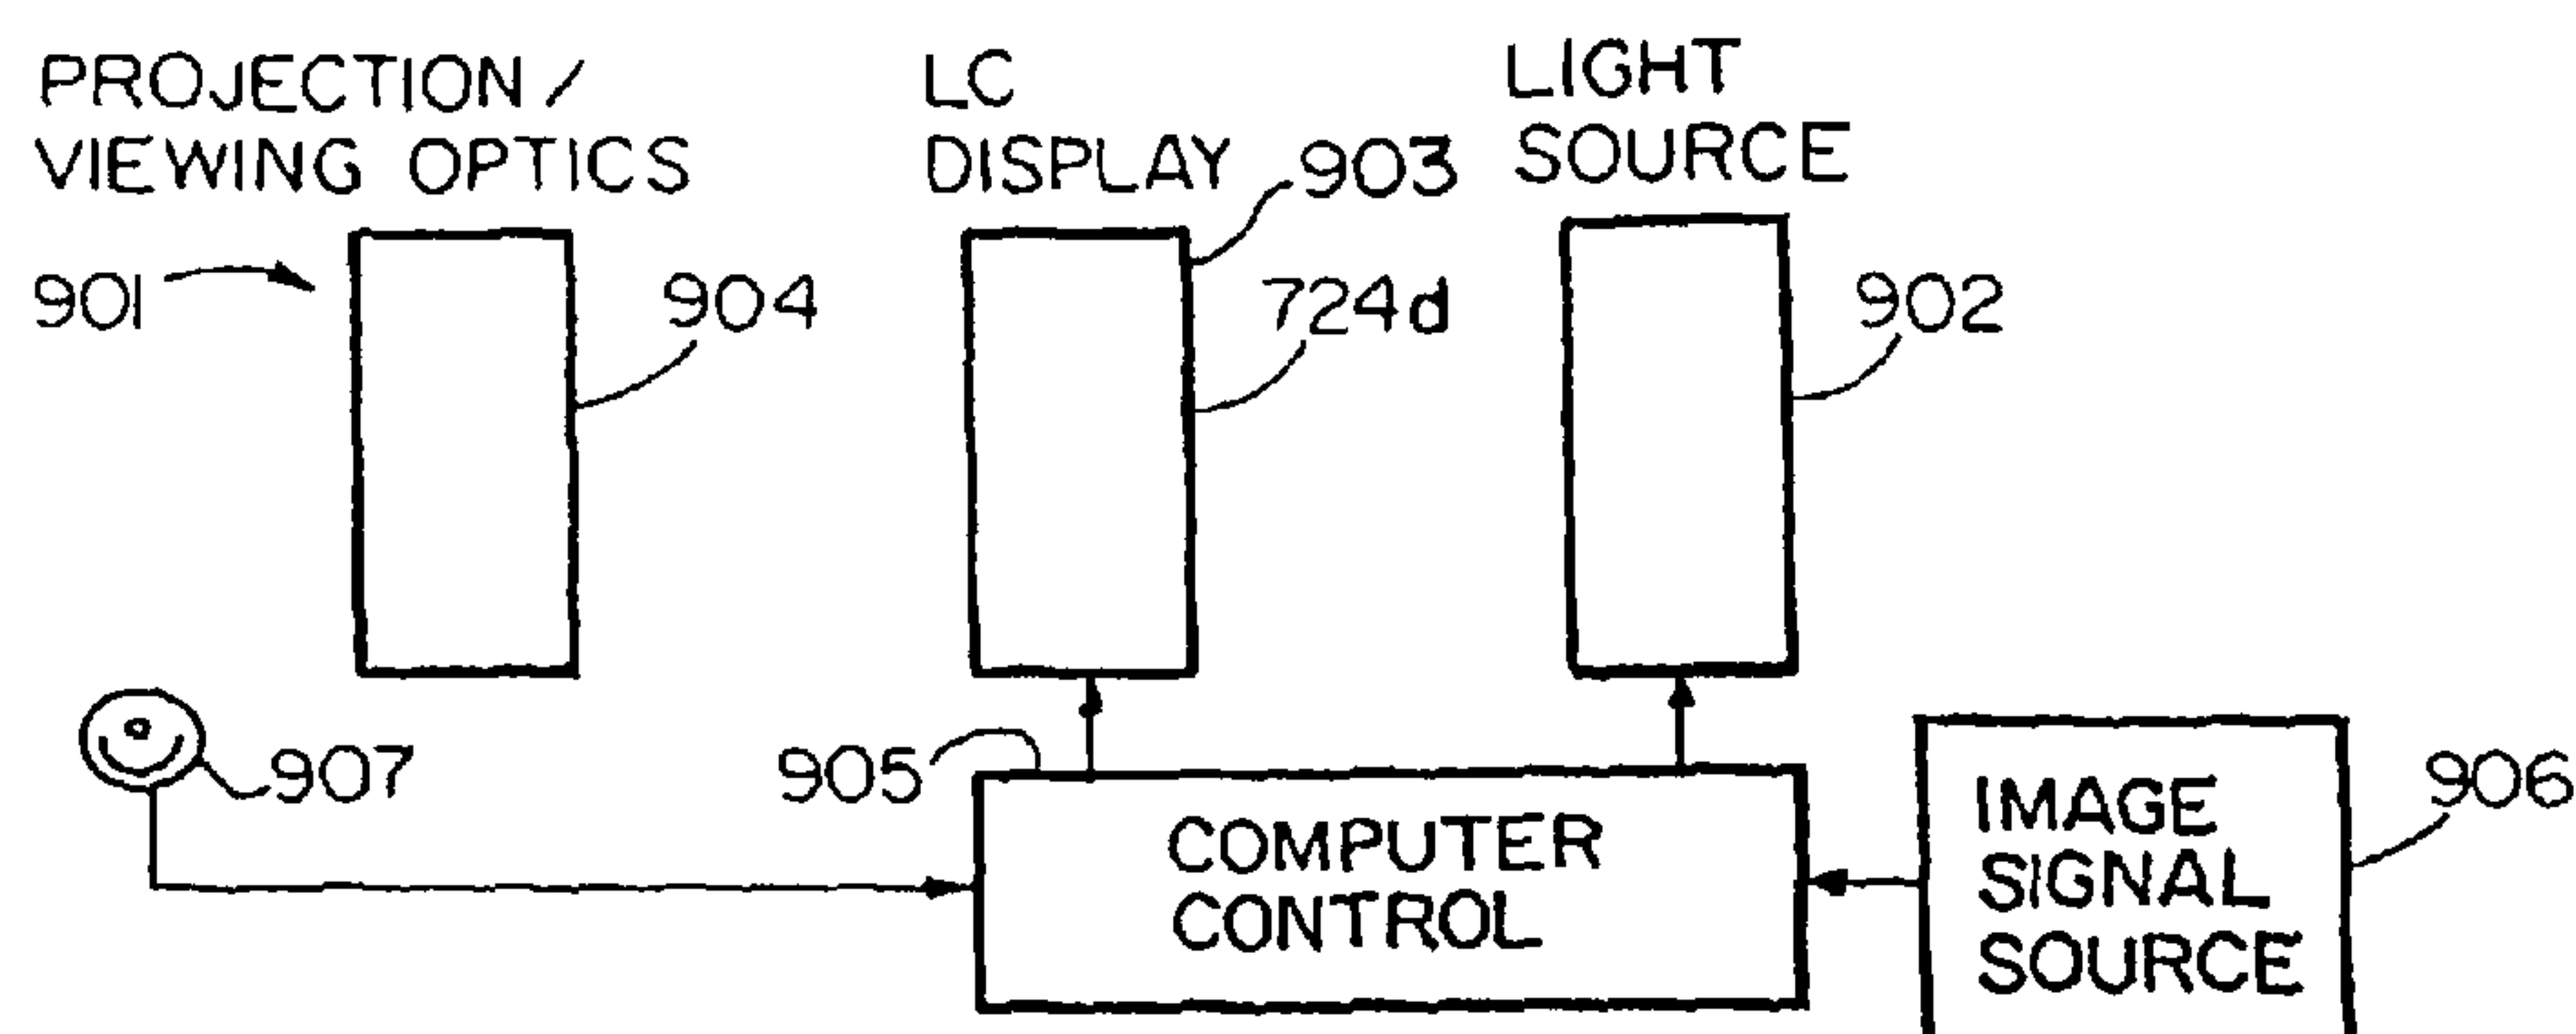 PROJECTION /
VIEWING OPTICS
LC
DISPLAY
903
LIGHT
SOURCE
901
904
724d
902
907
905
COMPUTER
CONTROL
IMAGE
SIGNAL
SOURCE
906